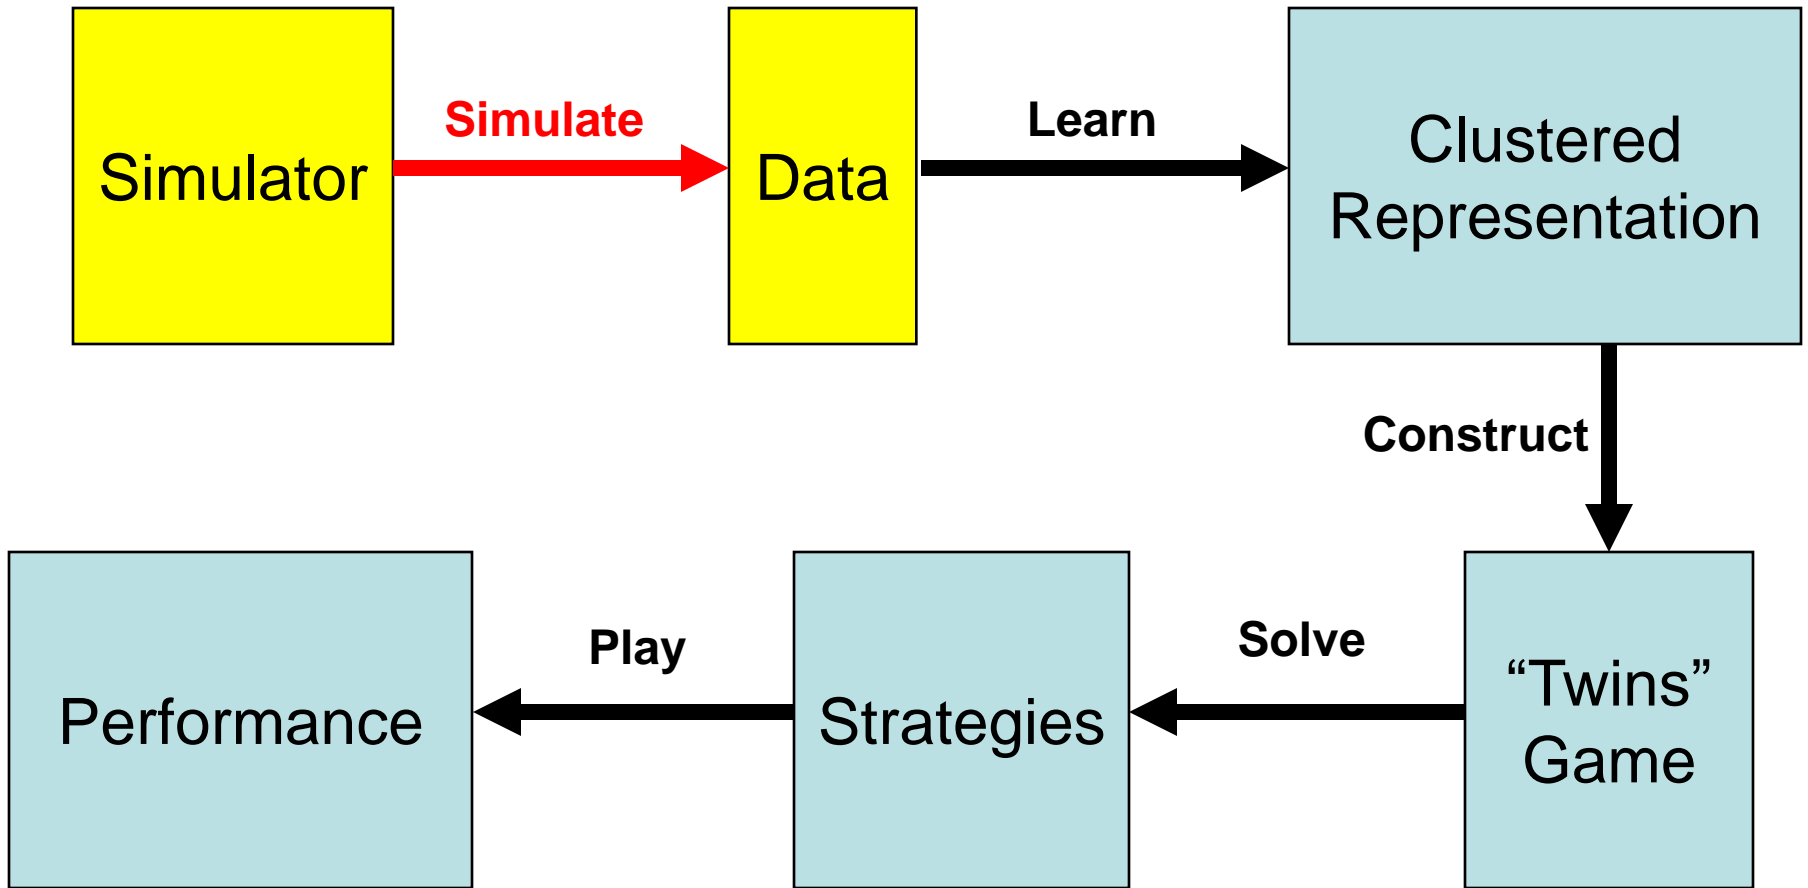 Simulator
Simulate
Data
Learn
Clustered
Representation
Construct
“Twins”
Game
Solve
Strategies
Play
Performance